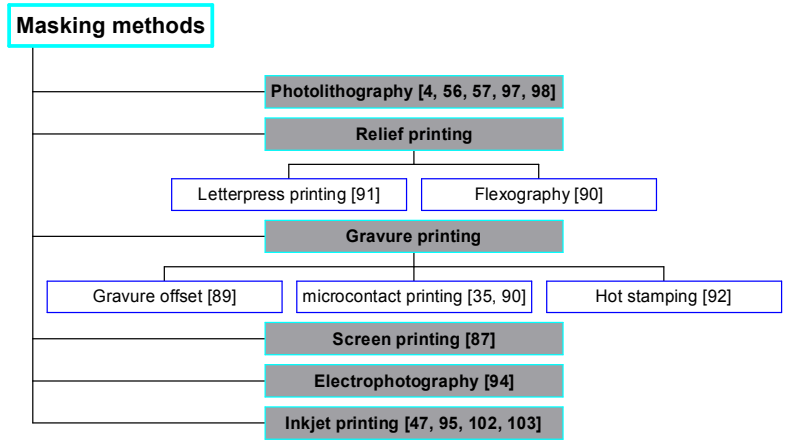 Masking methods
Photolithography [4, 56, 57, 97, 98]
Relief printing
Letterpress printing [91]
Flexography [90]
Gravure printing
Gravure offset [89]
microcontact printing [35, 90]
Hot stamping [92]
Screen printing [87]
Electrophotography [94]
Inkjet printing [47, 95, 102, 103]